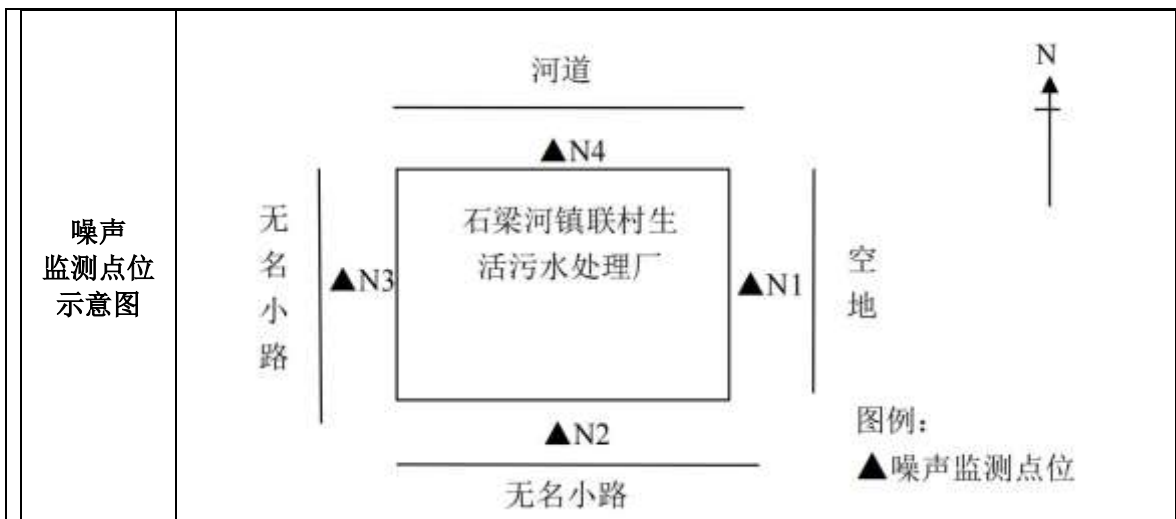 噪声
监测点位
示意图
河道
N
▲N4
无名小路
石梁河镇联村生
活污水处理厂
▲N3
▲N1
空地
▲N2
无名小路
图例：
▲噪声监测点位